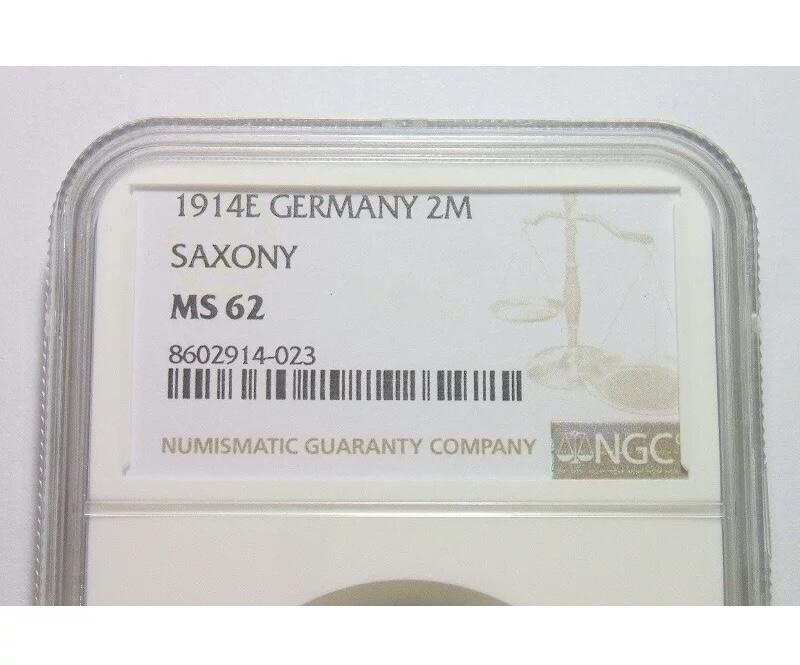 1914E GERMANY 2M
SAXONY
MS 62
8602914-023
NUMISMATIC GUARANTY COMPANY
NGC